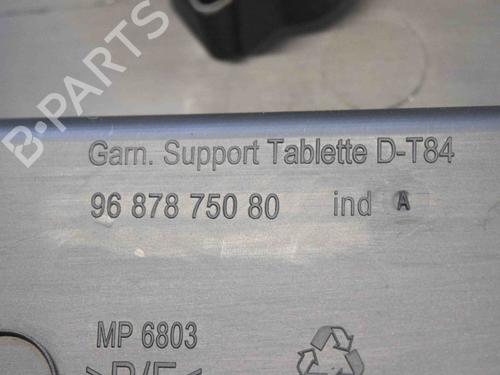 B-PARTS
Garn. Support Tablette D-T84
96 878 750 80 ind A
MP 6803
>P/E<